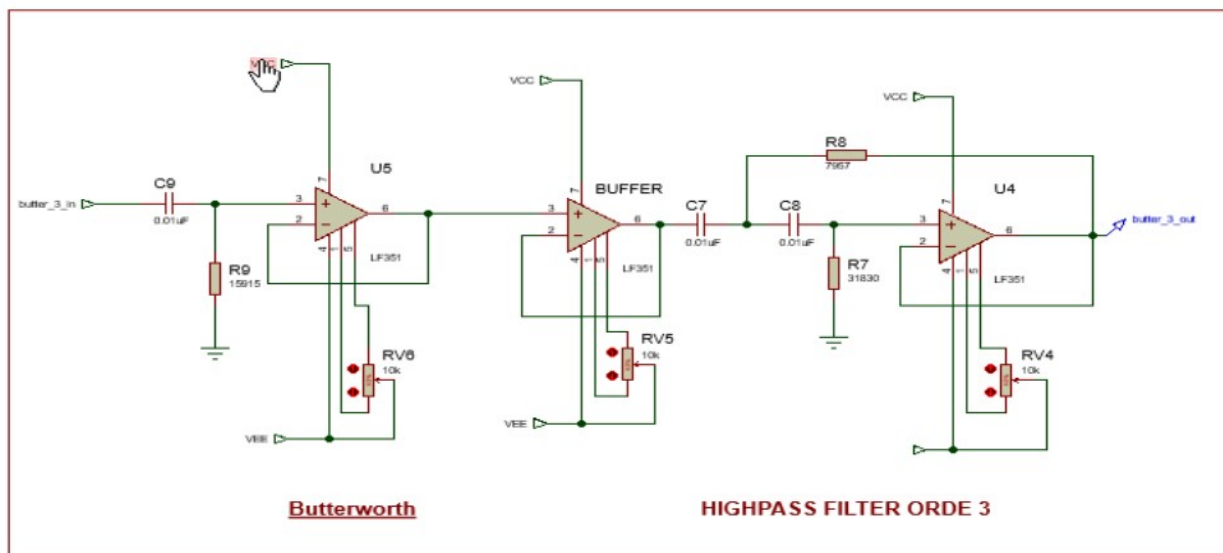 VCC
VCC
R8
7957
U5
U4
C9
BUFFER
C7
C8
butter_3_in
7
3
6
2
4
1
5
0.01uF
LF351
7
3
6
2
4
1
5
0.01uF
0.01uF
LF351
7
3
6
2
4
1
5
LF351
butter_3_out
R9
15915
R7
31830
RV6
10k
RV5
10k
RV4
10k
VEE
VEE
Butterworth
HIGHPASS FILTER ORDE 3